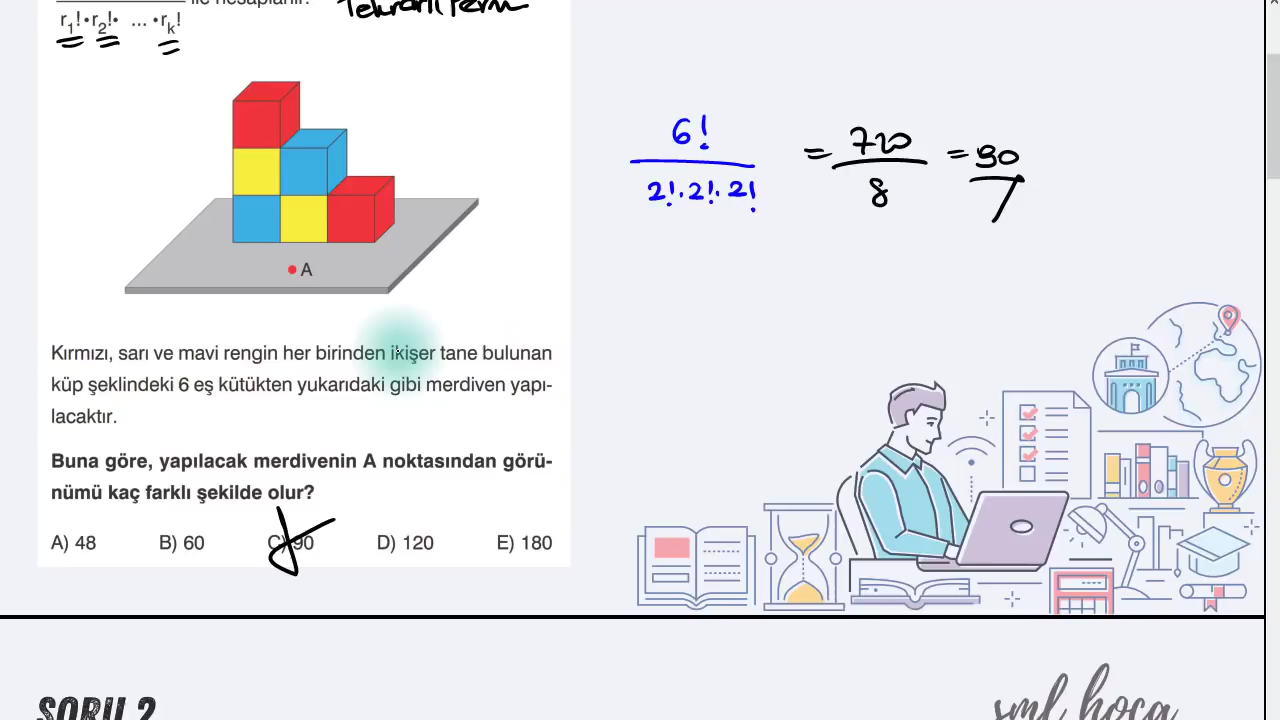 ile hesaplanır.
r1!•r2!• ... •rk!
Tekrarlı Perm
6!
2!.2!.2!
= 720
8
= 90
A
Kırmızı, sarı ve mavi rengin her birinden ikişer tane bulunan
küp şeklindeki 6 eş kütükten yukarıdaki gibi merdiven yapı-
lacaktır.
Buna göre, yapılacak merdivenin A noktasından görü-
nümü kaç farklı şekilde olur?
A) 48 B) 60 C) 90 D) 120 E) 180
SORU 2
sml hoca